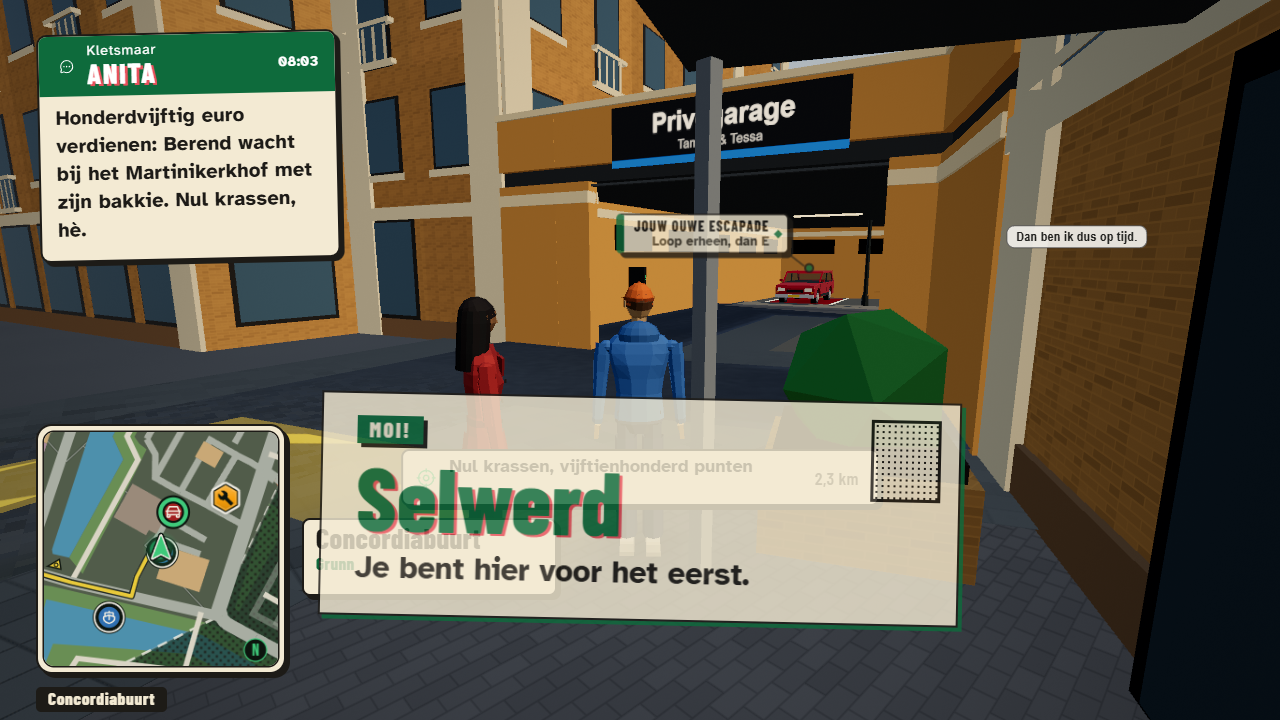 Kletsmaar
ANITA
08:03
Honderdvijftig euro
verdienen: Berend wacht
bij het Martinikerkhof met
zijn bakkie. Nul krassen,
hè.
Privégarage
& Tessa
JOUW OUWE ESCAPADE
Loop erheen, dan E
Dan ben ik dus op tijd.
MOI!
Nul krassen, vijftienhonderd punten
2,3 km
Selwerd
Concordiabuurt
Grunn
Je bent hier voor het eerst.
N
Concordiabuurt